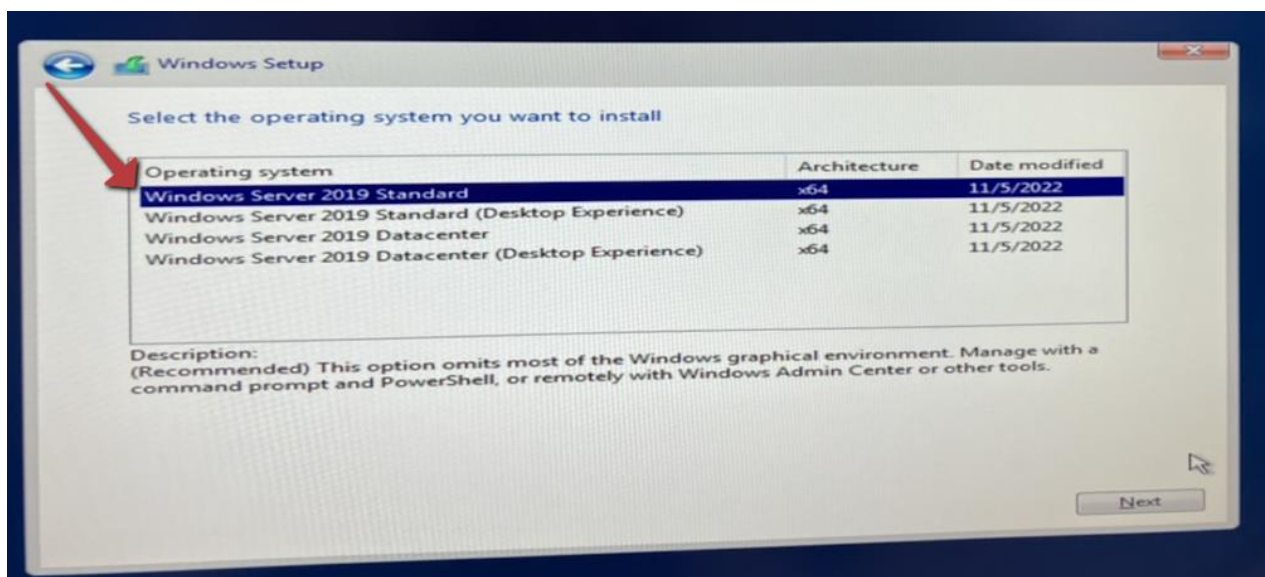 Windows Setup
Select the operating system you want to install
Operating system Architecture Date modified
Windows Server 2019 Standard x64 11/5/2022
Windows Server 2019 Standard (Desktop Experience) x64 11/5/2022
Windows Server 2019 Datacenter x64 11/5/2022
Windows Server 2019 Datacenter (Desktop Experience) x64 11/5/2022
Description:
(Recommended) This option omits most of the Windows graphical environment. Manage with a
command prompt and PowerShell, or remotely with Windows Admin Center or other tools.
Next